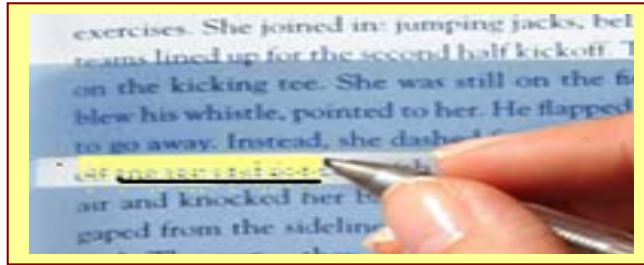 exercises. She joined in: jumping jacks, bel
teams lined up for the second half kickoff. T
on the kicking tee. She was still on the fi
blew his whistle, pointed to her. He flapped
to go away. Instead, she dashed
off the
air and knocked her b
gaped from the sideline